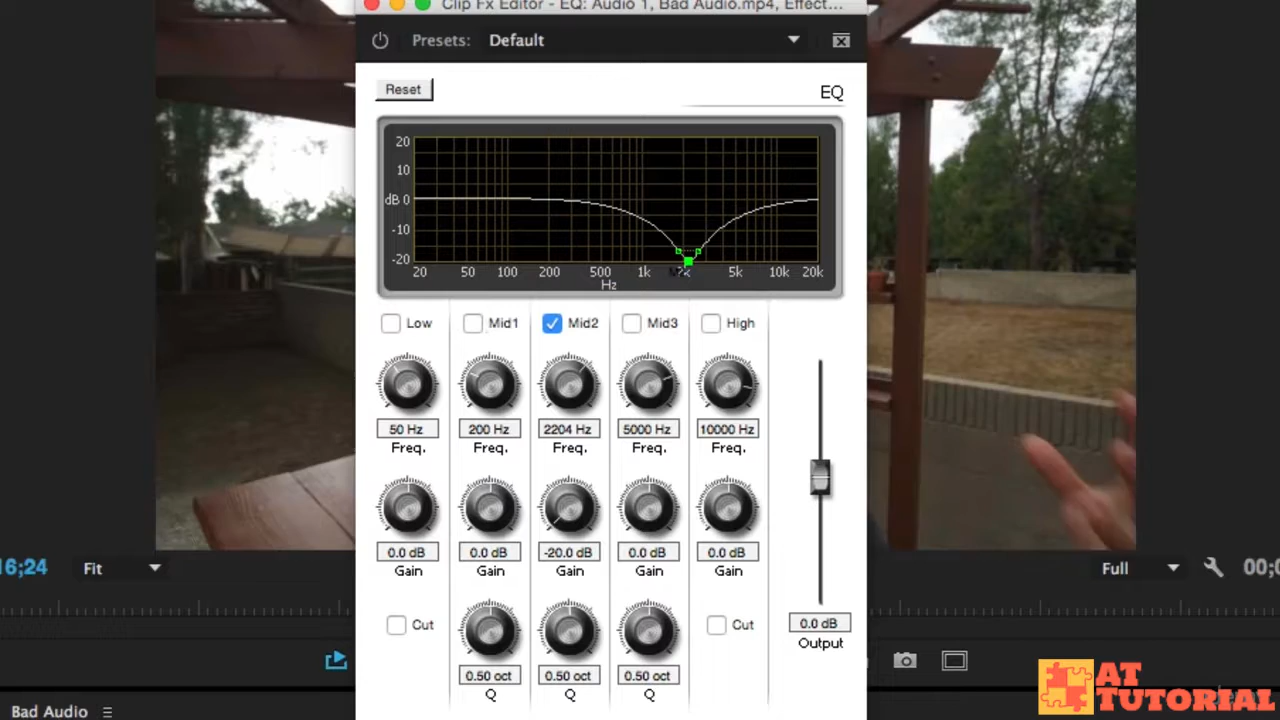 Clip Fx Editor - EQ: Audio 1, Bad Audio.mp4, Effect...
Presets: Default
Reset
EQ
20
10
dB 0
-10
-20
20 50 100 200 500 1k 2k 5k 10k 20k
Hz
Low Mid1 Mid2 Mid3 High
50 Hz 200 Hz 2204 Hz 5000 Hz 10000 Hz
Freq. Freq. Freq. Freq. Freq.
0.0 dB 0.0 dB -20.0 dB 0.0 dB 0.0 dB
Gain Gain Gain Gain Gain
Cut Cut
0.0 dB
Output
0.50 oct 0.50 oct 0.50 oct
Q Q Q
16;24 Fit Full 00;0
Bad Audio
AT
TUTORIAL